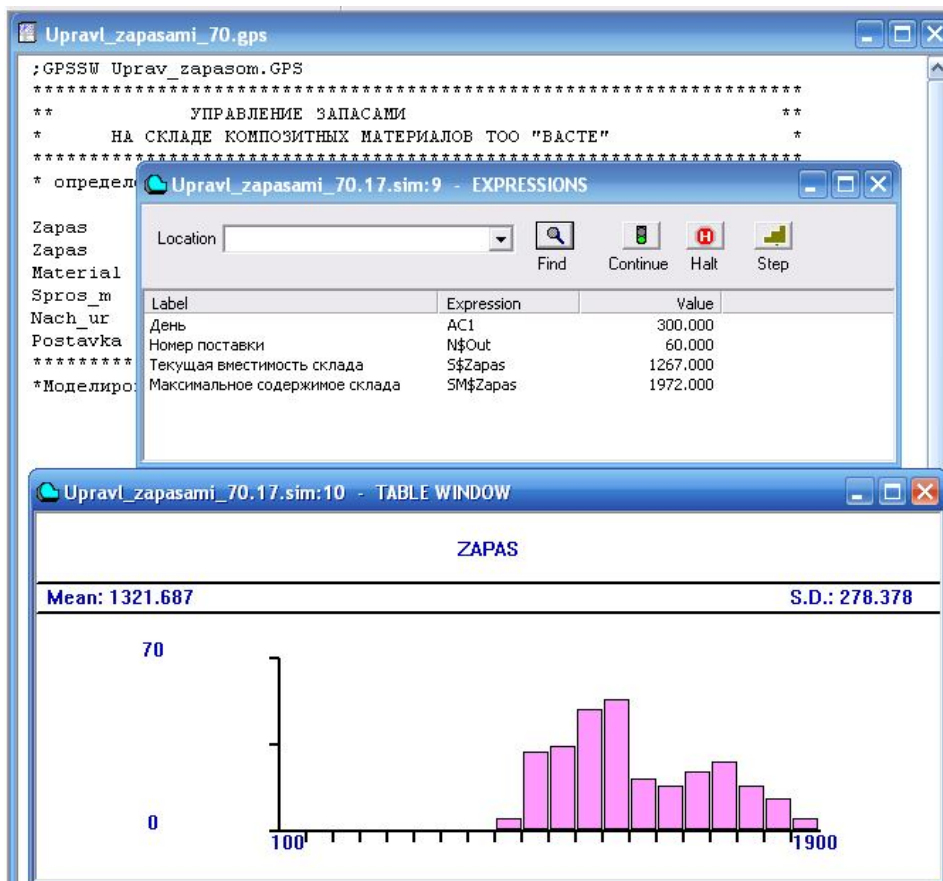 Upravl_zapasami_70.gps
;GPSSW Uprav_zapasom.GPS
********************************************************************
** УПРАВЛЕНИЕ ЗАПАСАМИ **
* НА СКЛАДЕ КОМПОЗИТНЫХ МАТЕРИАЛОВ ТОО "ВАСТЕ" *
********************************************************************
* определ
Zapas
Zapas
Material
Spros_m
Nach_ur
Postavka
*********
*Моделиро
Upravl_zapasami_70.17.sim:9 - EXPRESSIONS
Location
Find Continue Halt Step
Label Expression Value
День AC1 300.000
Номер поставки N$Out 60.000
Текущая вместимость склада S$Zapas 1267.000
Максимальное содержимое склада SM$Zapas 1972.000
Upravl_zapasami_70.17.sim:10 - TABLE WINDOW
ZAPAS
Mean: 1321.687 S.D.: 278.378
70
0
100 1900